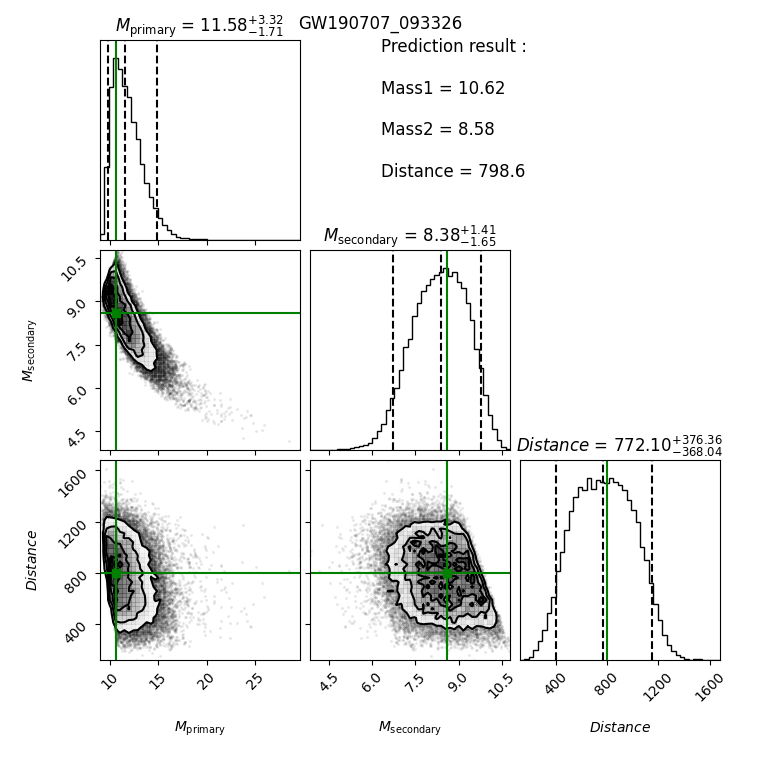 M_primary = 11.58^{+3.32}_{-1.71} GW190707_093326
Prediction result :
Mass1 = 10.62
Mass2 = 8.58
Distance = 798.6
M_secondary = 8.38^{+1.41}_{-1.65}
10.5
9.0
7.5
6.0
4.5
M_secondary
Distance = 772.10^{+376.36}_{-368.04}
1600
1200
800
400
Distance
10 15 20 25
4.5 6.0 7.5 9.0 10.5
400 800 1200 1600
M_primary
M_secondary
Distance